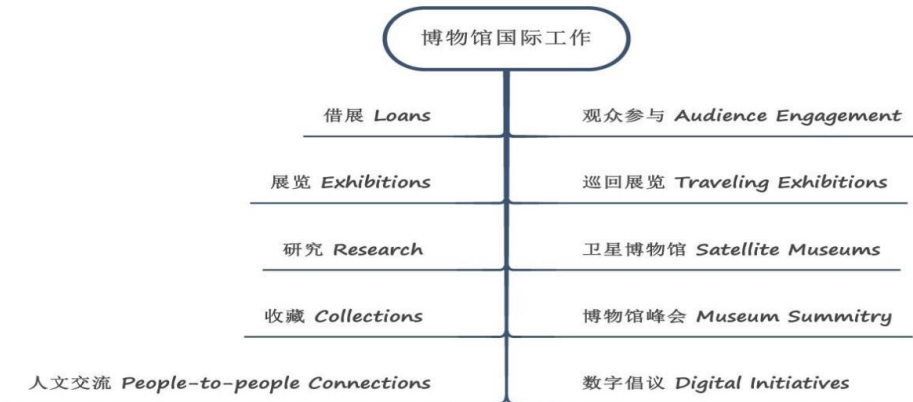 博物馆国际工作
借展 Loans
观众参与 Audience Engagement
展览 Exhibitions
巡回展览 Traveling Exhibitions
研究 Research
卫星博物馆 Satellite Museums
收藏 Collections
博物馆峰会 Museum Summitry
人文交流 People-to-people Connections
数字倡议 Digital Initiatives